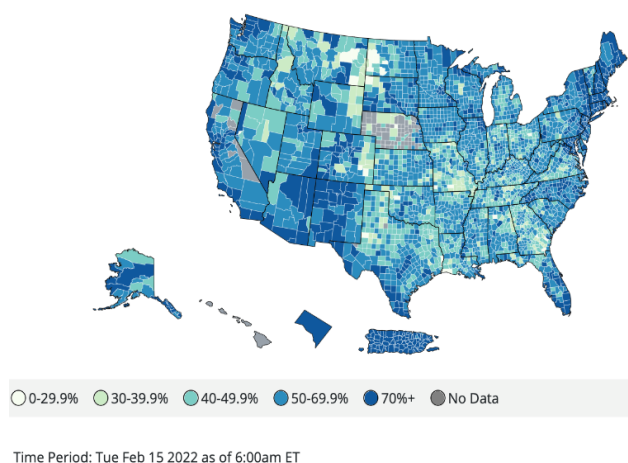 0-29.9% 30-39.9% 40-49.9% 50-69.9% 70%+ No Data
Time Period: Tue Feb 15 2022 as of 6:00am ET